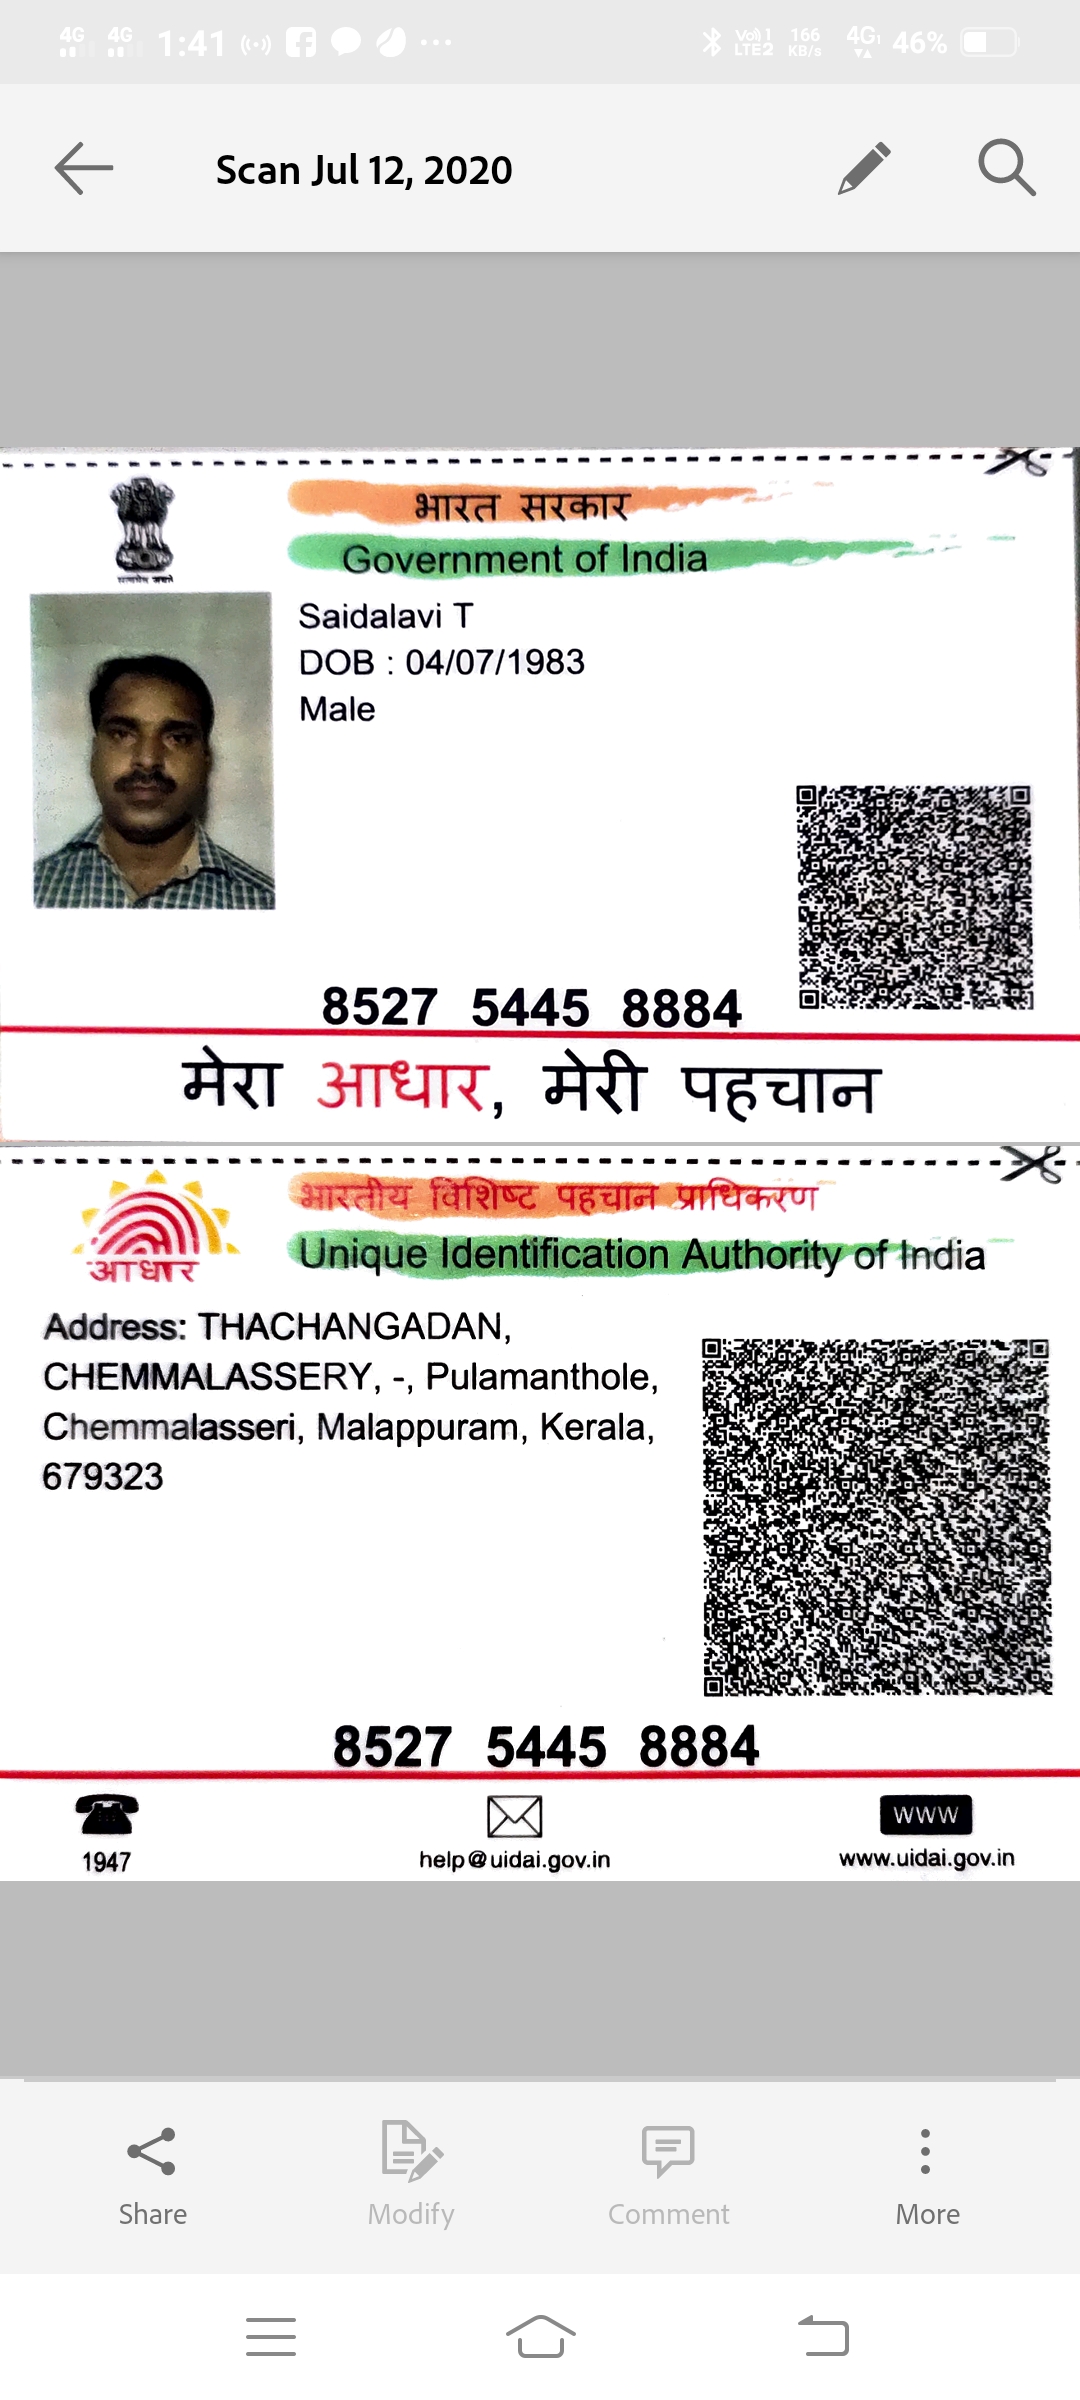 4G 4G 1:41
Vo) 1 LTE2 166 KB/s 4G 46%
Scan Jul 12, 2020
भारत सरकार
Government of India
Saidalavi T
DOB : 04/07/1983
Male
8527 5445 8884
मेरा आधार, मेरी पहचान
भारतीय विशिष्ट पहचान प्राधिकरण
Unique Identification Authority of India
आधार
Address: THACHANGADAN,
CHEMMALASSERY, -, Pulamanthole,
Chemmalasseri, Malappuram, Kerala,
679323
8527 5445 8884
WWW
1947 help@uidai.gov.in www.uidai.gov.in
Share Modify Comment More